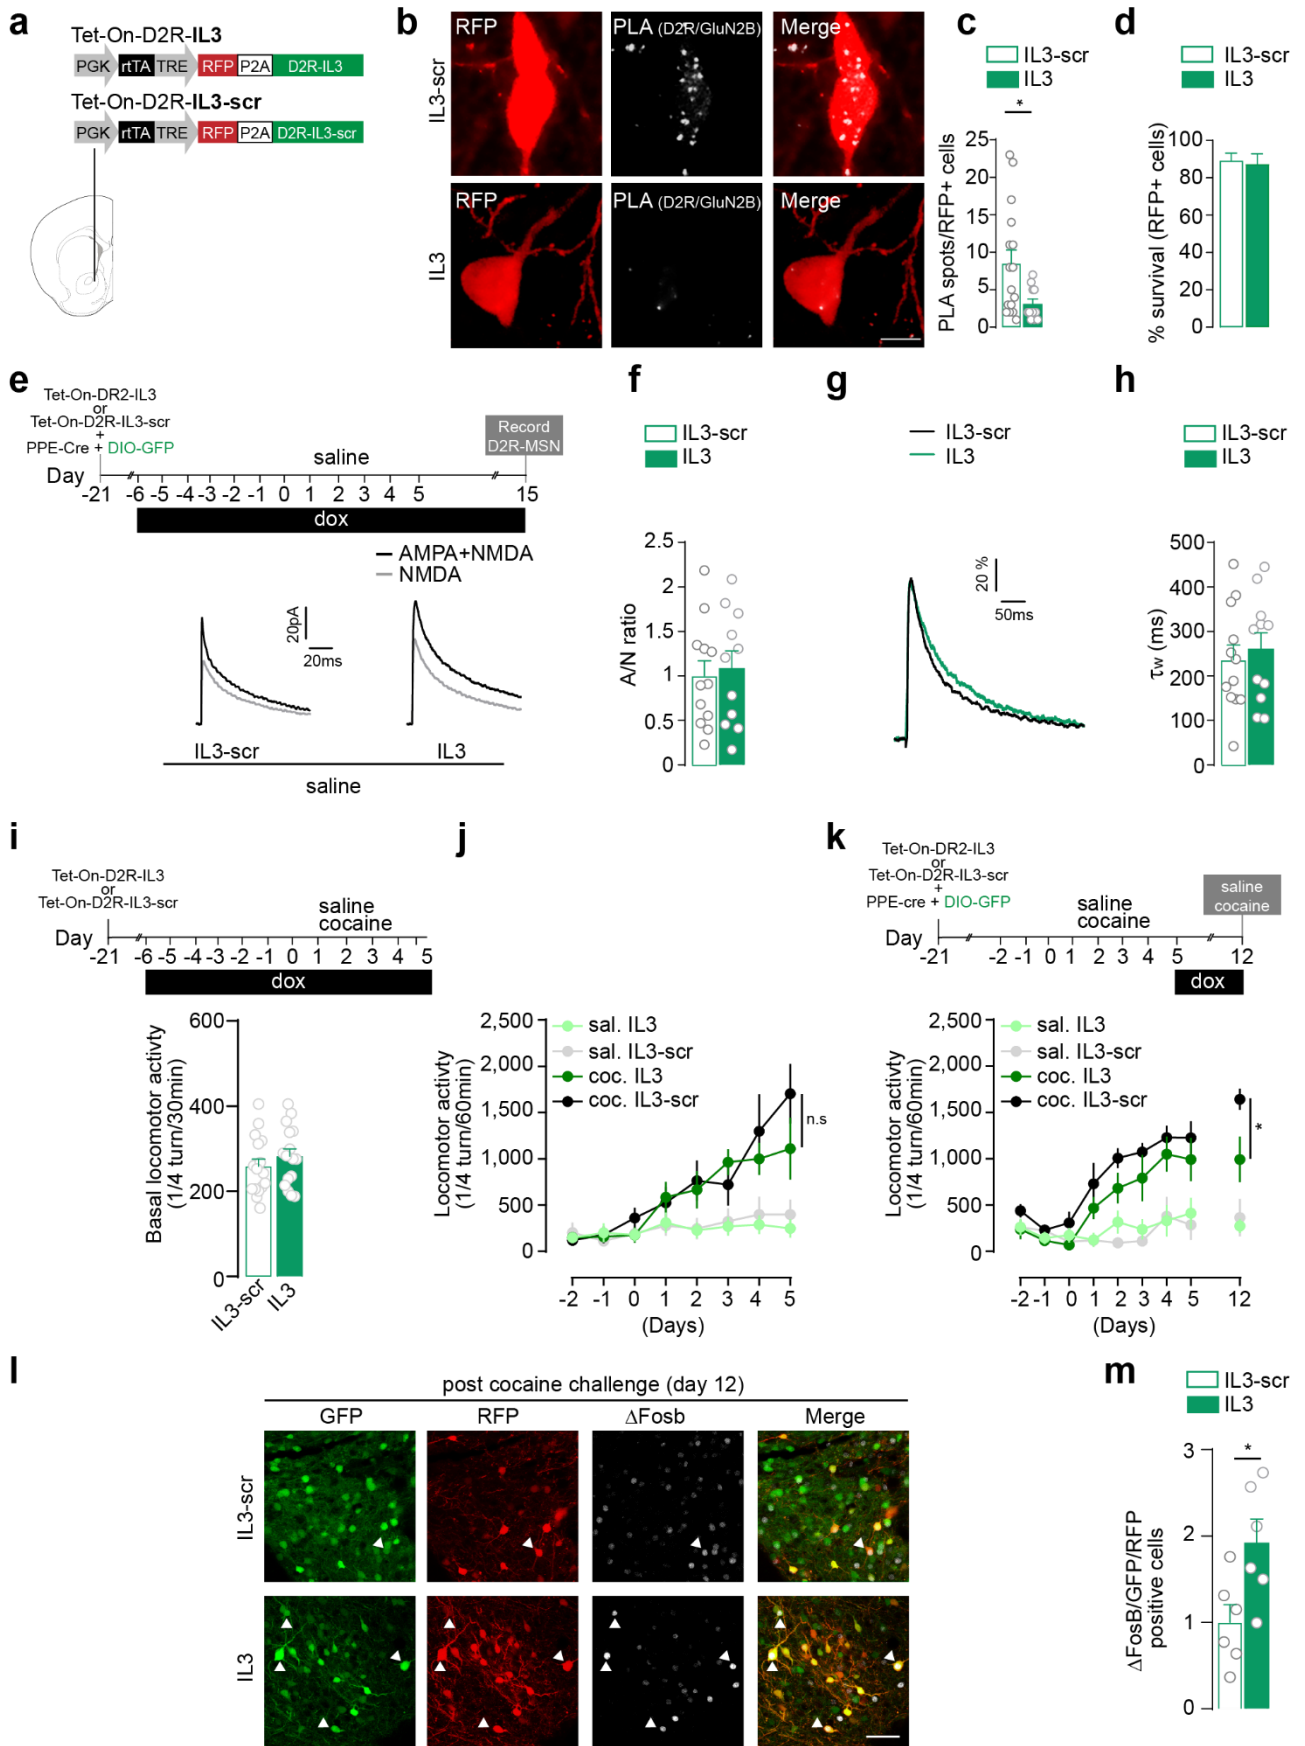 a
Tet-On-D2R-IL3
PGK rtTA TRE RFP P2A D2R-IL3
Tet-On-D2R-IL3-scr
PGK rtTA TRE RFP P2A D2R-IL3-scr
b
RFP PLA (D2R/GluN2B) Merge
IL3-scr
RFP PLA (D2R/GluN2B) Merge
IL3
c
IL3-scr
IL3
*
PLA spots/RFP+ cells
25
20
15
10
5
0
d
IL3-scr
IL3
% survival (RFP+ cells)
100
80
60
40
20
0
e
Tet-On-DR2-IL3
or
Tet-On-D2R-IL3-scr
+
PPE-Cre + DIO-GFP
saline
Record
D2R-MSN
Day
-21 -6 -5 -4 -3 -2 -1 0 1 2 3 4 5 15
dox
AMPA+NMDA
NMDA
20pA
20ms
IL3-scr IL3
saline
f
IL3-scr
IL3
A/N ratio
2.5
2
1.5
1
0.5
0
g
IL3-scr
IL3
20 %
50ms
h
IL3-scr
IL3
τw (ms)
500
400
300
200
100
0
i
Tet-On-D2R-IL3
or
Tet-On-D2R-IL3-scr
saline
cocaine
Day
-21 -6 -5 -4 -3 -2 -1 0 1 2 3 4 5
dox
Basal locomotor activty
(1/4 turn/30min)
600
400
200
0
IL3-scr IL3
j
sal. IL3
sal. IL3-scr
coc. IL3
coc. IL3-scr
n.s
Locomotor activty
(1/4 turn/60min)
2,500
2,000
1,500
1,000
500
0
-2 -1 0 1 2 3 4 5
(Days)
k
Tet-On-DR2-IL3
or
Tet-On-D2R-IL3-scr
+
PPE-cre + DIO-GFP
saline
cocaine
saline
cocaine
Day
-21 -2 -1 0 1 2 3 4 5 12
dox
sal. IL3
sal. IL3-scr
coc. IL3
coc. IL3-scr
*
Locomotor activty
(1/4 turn/60min)
2,500
2,000
1,500
1,000
500
0
-2 -1 0 1 2 3 4 5 12
(Days)
l
post cocaine challenge (day 12)
GFP RFP ΔFosb Merge
IL3-scr
IL3
m
IL3-scr
IL3
*
ΔFosB/GFP/RFP
positive cells
3
2
1
0